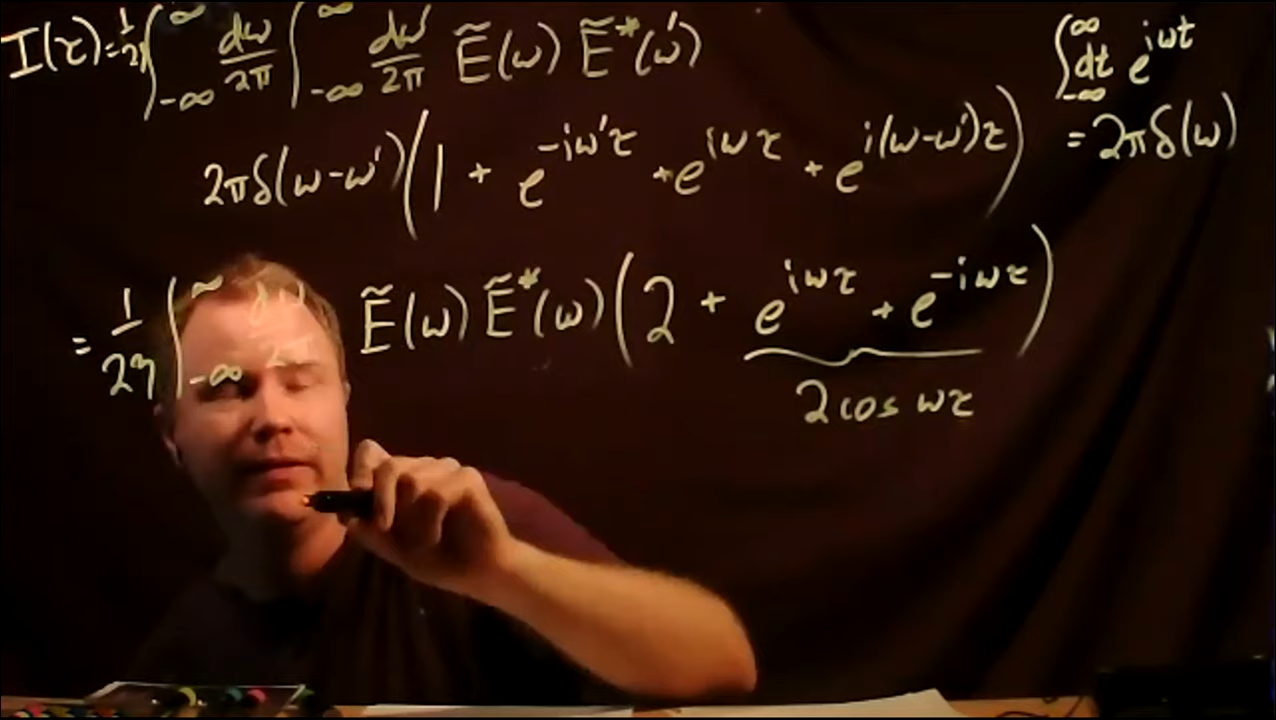 I(τ) = 1/2η ∫_{-∞}^{∞} dω/2π ∫_{-∞}^{∞} dω'/2π Ẽ(ω) Ẽ*(ω')
2πδ(ω-ω')(1 + e^{-iω'τ} + e^{iωτ} + e^{i(ω-ω')τ})
= 1/2η ∫_{-∞} Ẽ(ω) Ẽ*(ω)(2 + e^{iωτ} + e^{-iωτ})
2cos ωτ
∫_{-∞}^{∞} dt e^{iωt}
= 2πδ(ω)